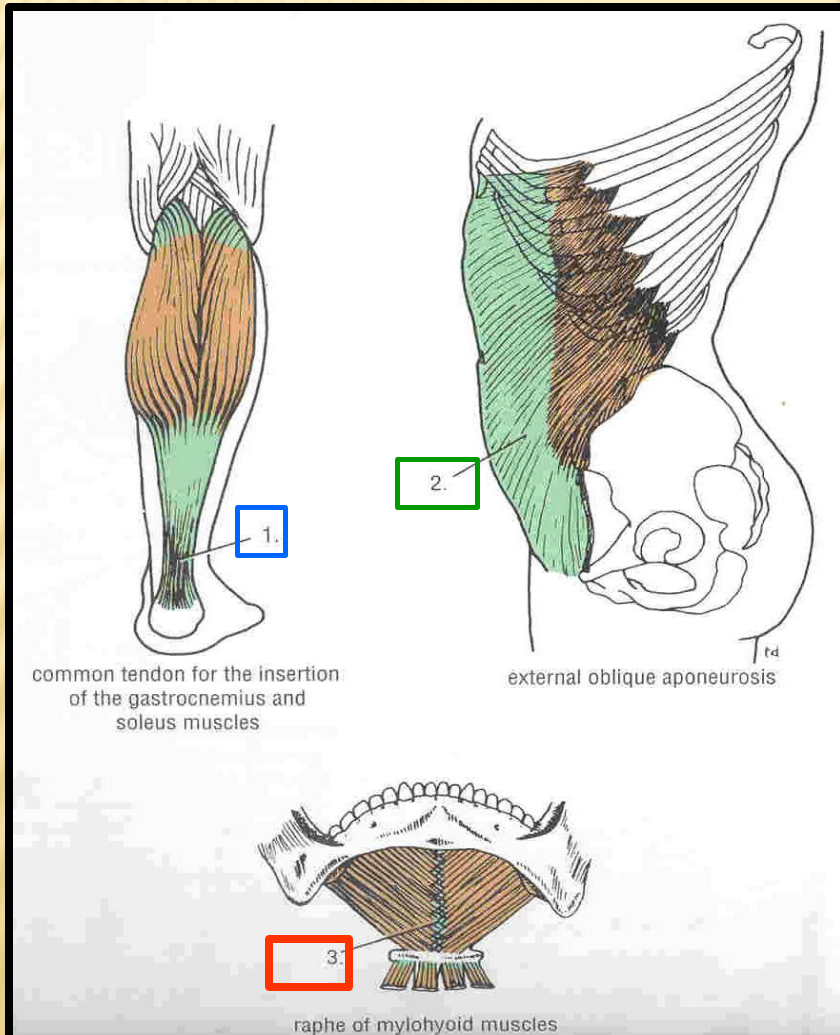 1.
2.
common tendon for the insertion
of the gastrocnemius and
soleus muscles
external oblique aponeurosis
3.
raphe of mylohyoid muscles